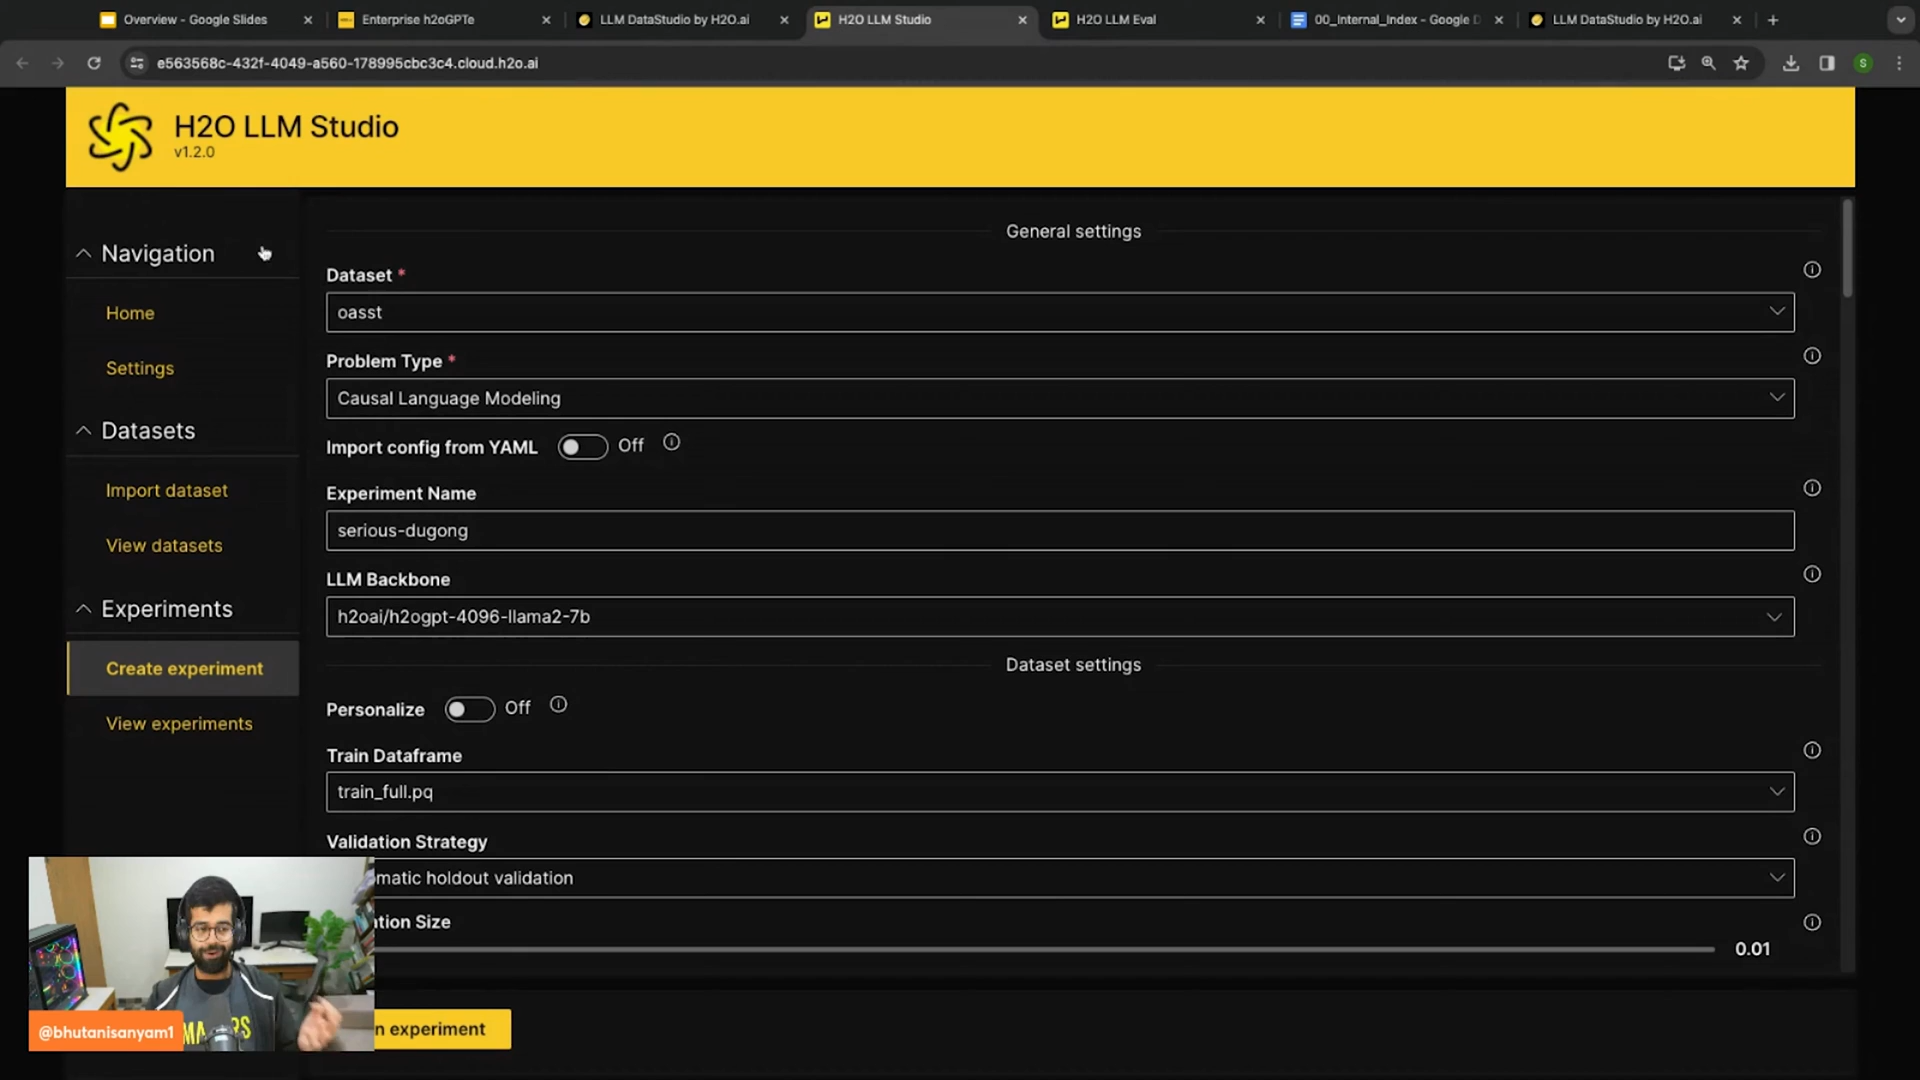 Overview - Google Slides
Enterprise h2oGPTe
LLM DataStudio by H2O.ai
H2O LLM Studio
H2O LLM Eval
00_Internal_Index - Google D
LLM DataStudio by H2O.ai
e563568c-432f-4049-a560-178995cbc3c4.cloud.h2o.ai
S
H2O LLM Studio
v1.2.0
Navigation
Home
Settings
Datasets
Import dataset
View datasets
Experiments
Create experiment
View experiments
General settings
Dataset *
oasst
Problem Type *
Causal Language Modeling
Import config from YAML Off
Experiment Name
serious-dugong
LLM Backbone
h2oai/h2ogpt-4096-llama2-7b
Dataset settings
Personalize Off
Train Dataframe
train_full.pq
Validation Strategy
matic holdout validation
ation Size
0.01
n experiment
@bhutanisanyam1